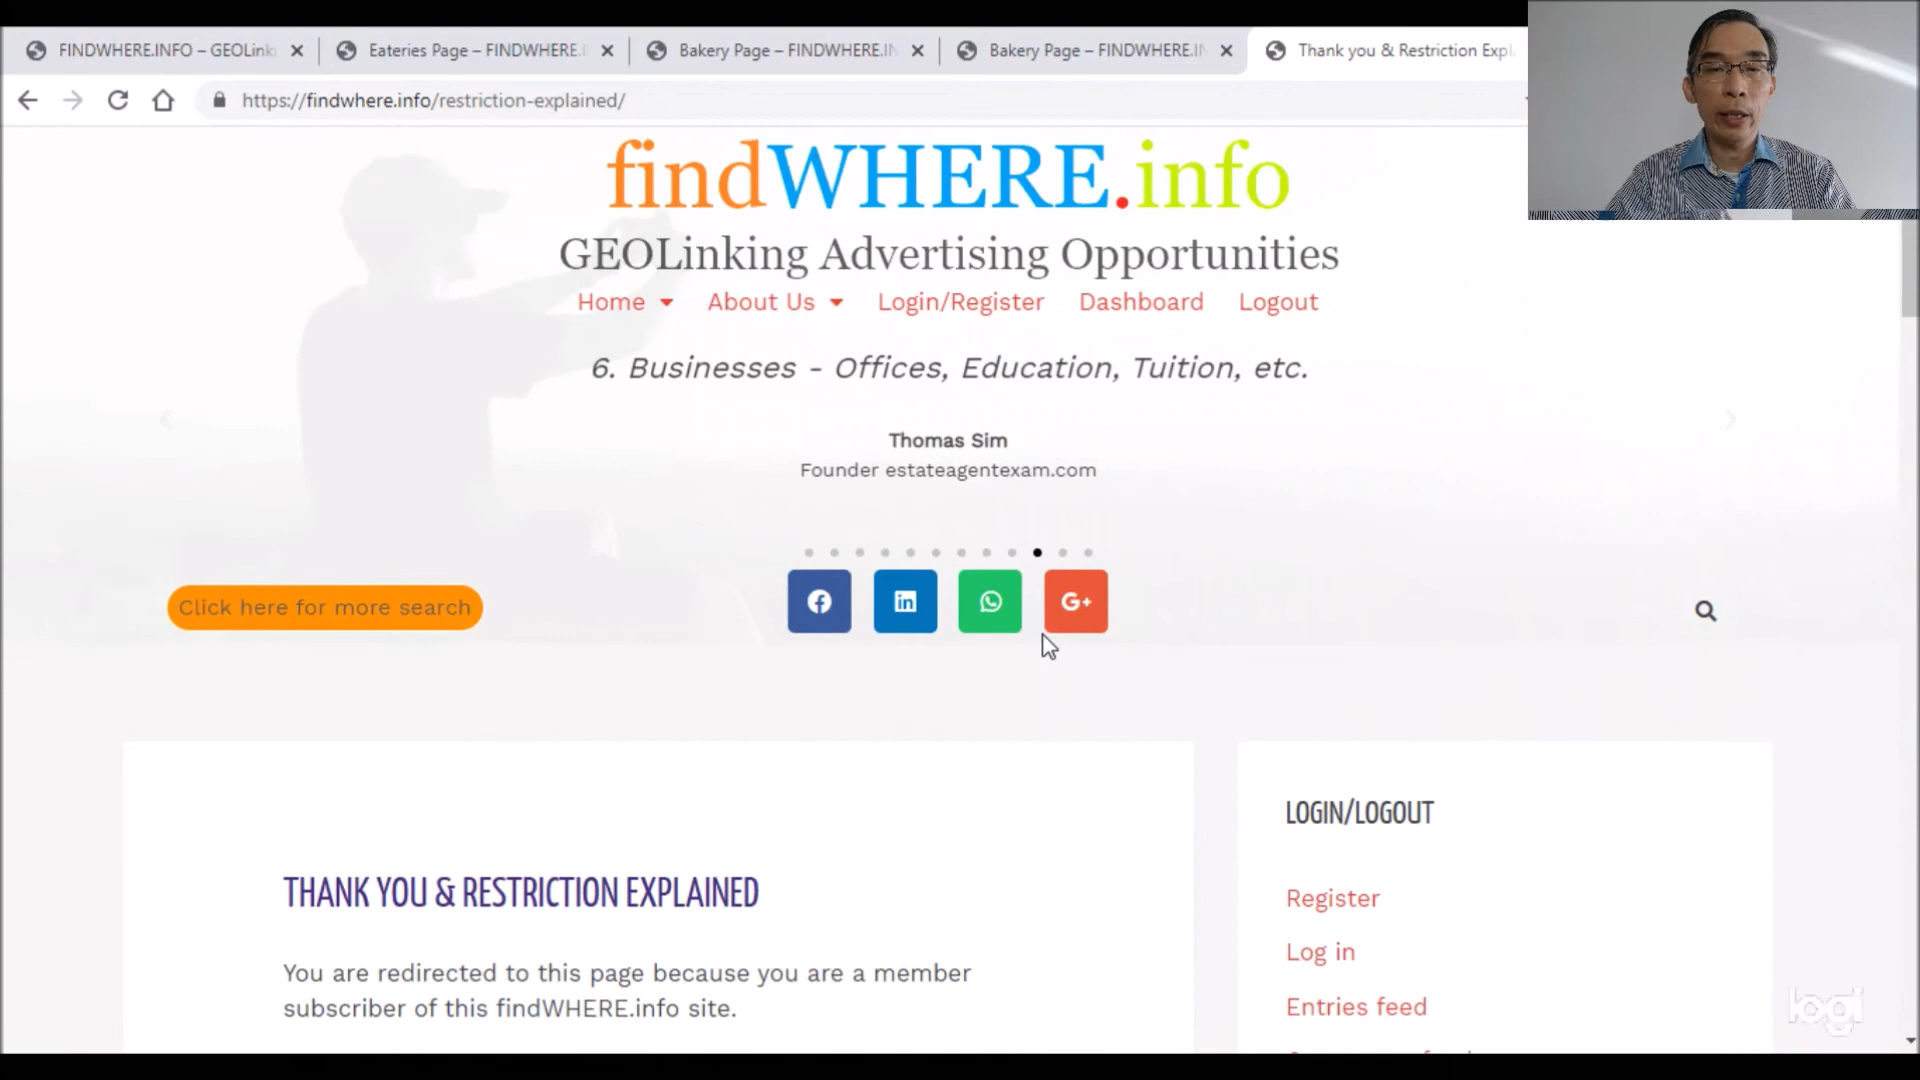 FINDWHERE.INFO – GEOLink
Eateries Page – FINDWHERE.I
Bakery Page – FINDWHERE.IN
Bakery Page – FINDWHERE.IN
Thank you & Restriction Expl
https://findwhere.info/restriction-explained/
findWHERE.info
GEOLinking Advertising Opportunities
Home
About Us
Login/Register
Dashboard
Logout
6. Businesses - Offices, Education, Tuition, etc.
Thomas Sim
Founder estateagentexam.com
Click here for more search
in
G+
LOGIN/LOGOUT
THANK YOU & RESTRICTION EXPLAINED
Register
Log in
You are redirected to this page because you are a member
subscriber of this findWHERE.info site.
Entries feed
logi